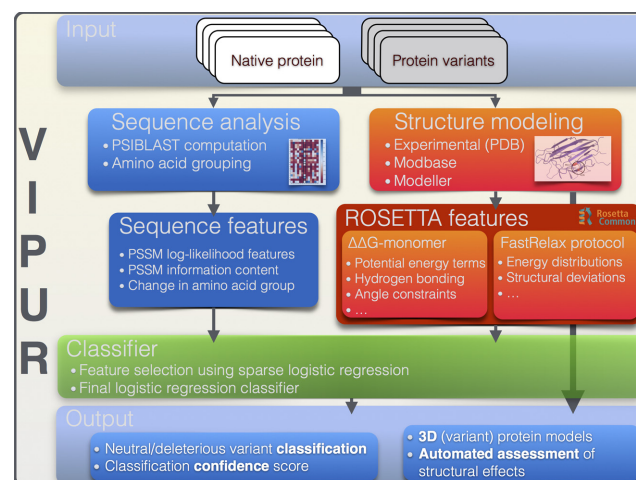 VIPUR
Input
Native protein
Protein variants
Sequence analysis
• PSIBLAST computation
• Amino acid grouping
Structure modeling
• Experimental (PDB)
• Modbase
• Modeller
Sequence features
• PSSM log-likelihood features
• PSSM information content
• Change in amino acid group
ROSETTA features
Rosetta
Common
ΔΔG-monomer
• Potential energy terms
• Hydrogen bonding
• Angle constraints
• ...
FastRelax protocol
• Energy distributions
• Structural deviations
• ...
Classifier
• Feature selection using sparse logistic regression
• Final logistic regression classifier
Output
• Neutral/deleterious variant classification
• Classification confidence score
• 3D (variant) protein models
• Automated assessment of
structural effects